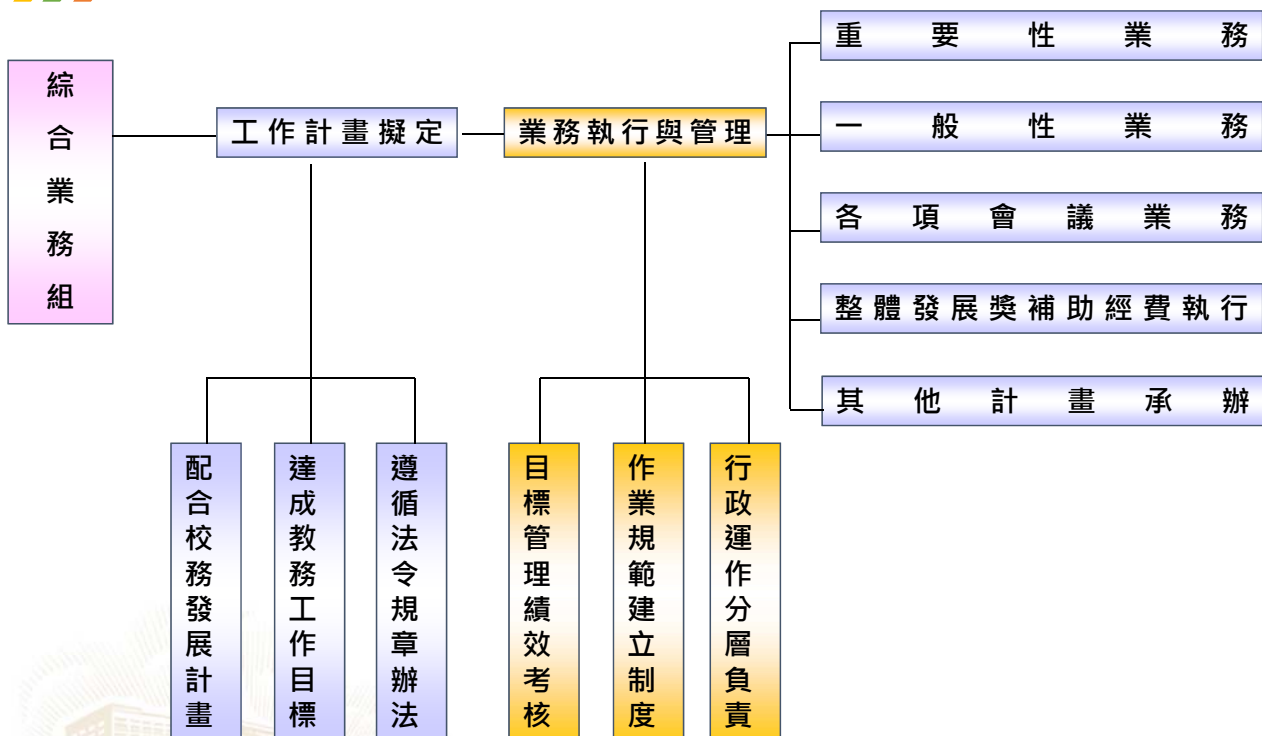 綜合業務組
工作計畫擬定
業務執行與管理
重要性業務
一般性業務
各項會議業務
整體發展獎補助經費執行
其他計畫承辦
配合校務發展計畫
達成教務工作目標
遵循法令規章辦法
目標管理績效考核
作業規範建立制度
行政運作分層負責